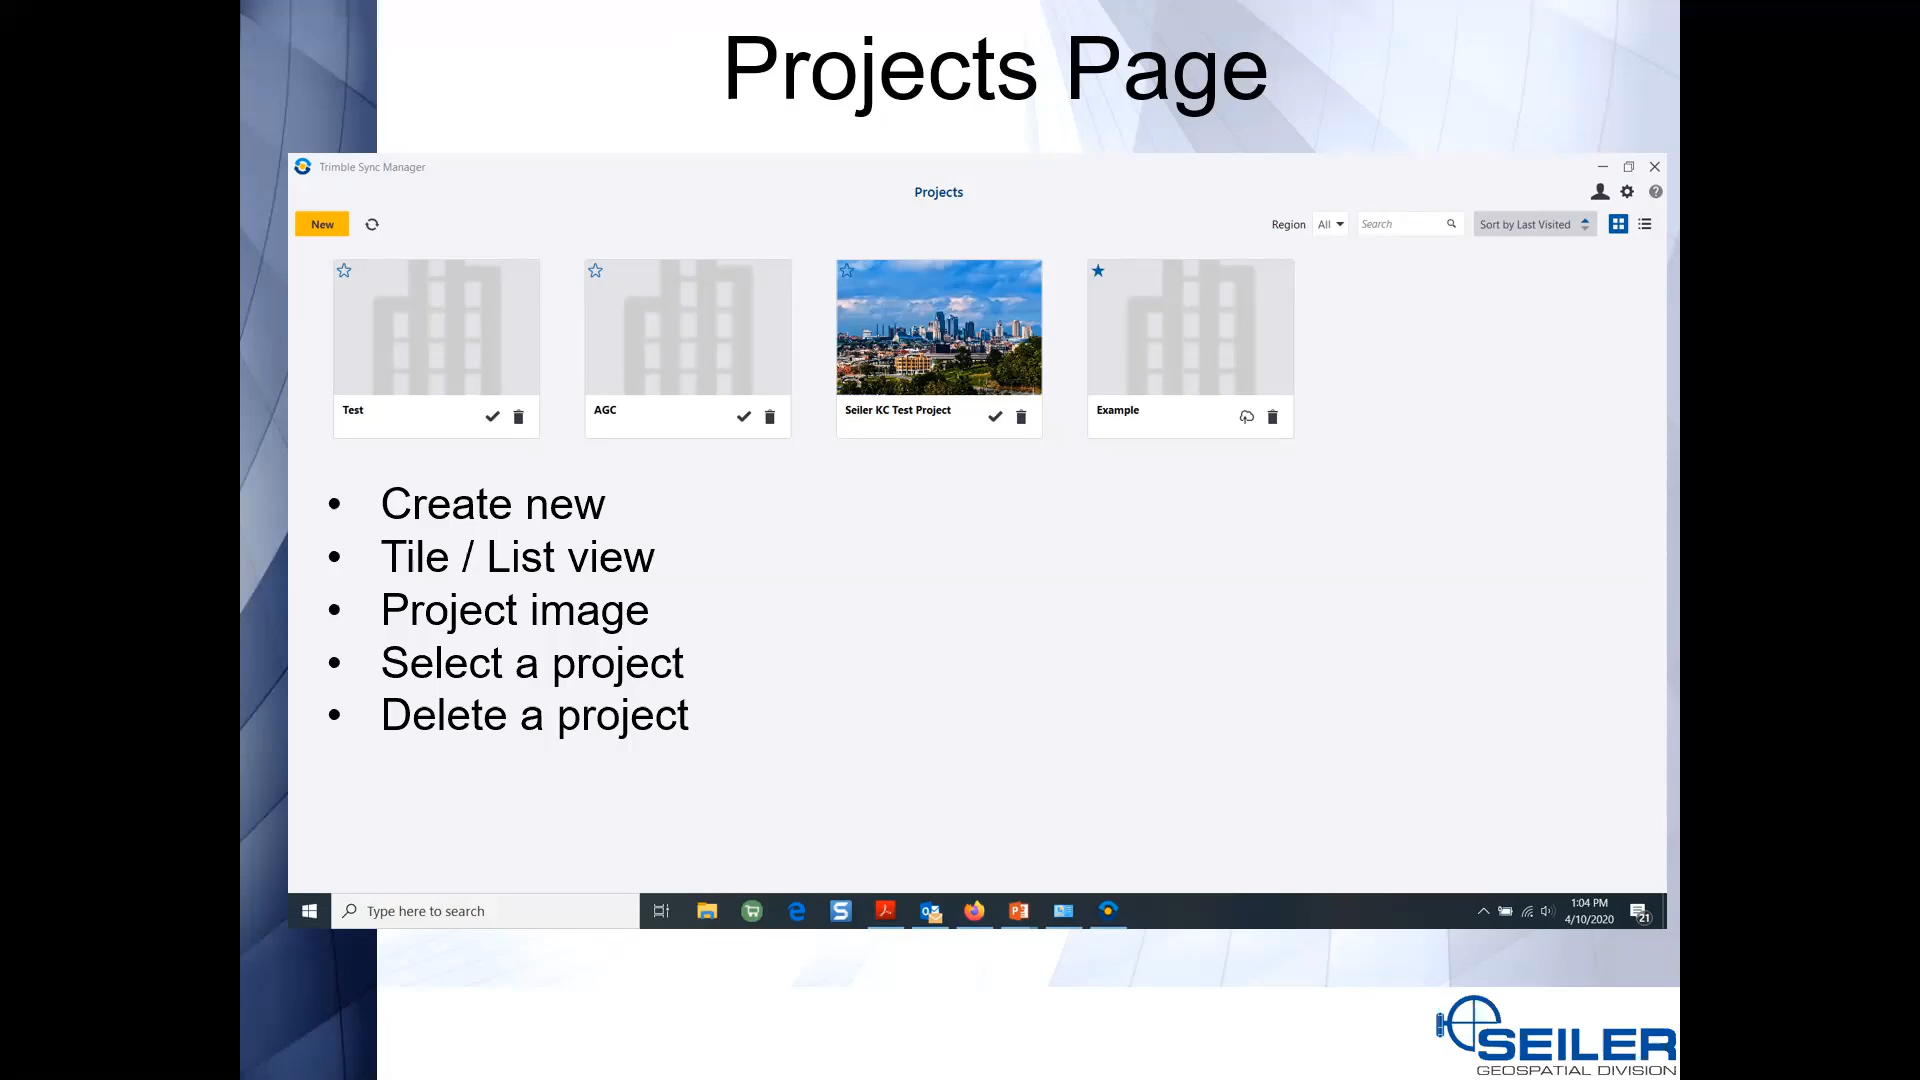 Projects Page
Trimble Sync Manager
Projects
New
Region All Search Sort by Last Visited
Test
AGC
Seiler KC Test Project
Example
• Create new
• Tile / List view
• Project image
• Select a project
• Delete a project
Type here to search
1:04 PM
4/10/2020
21
SEILER
GEOSPATIAL DIVISION